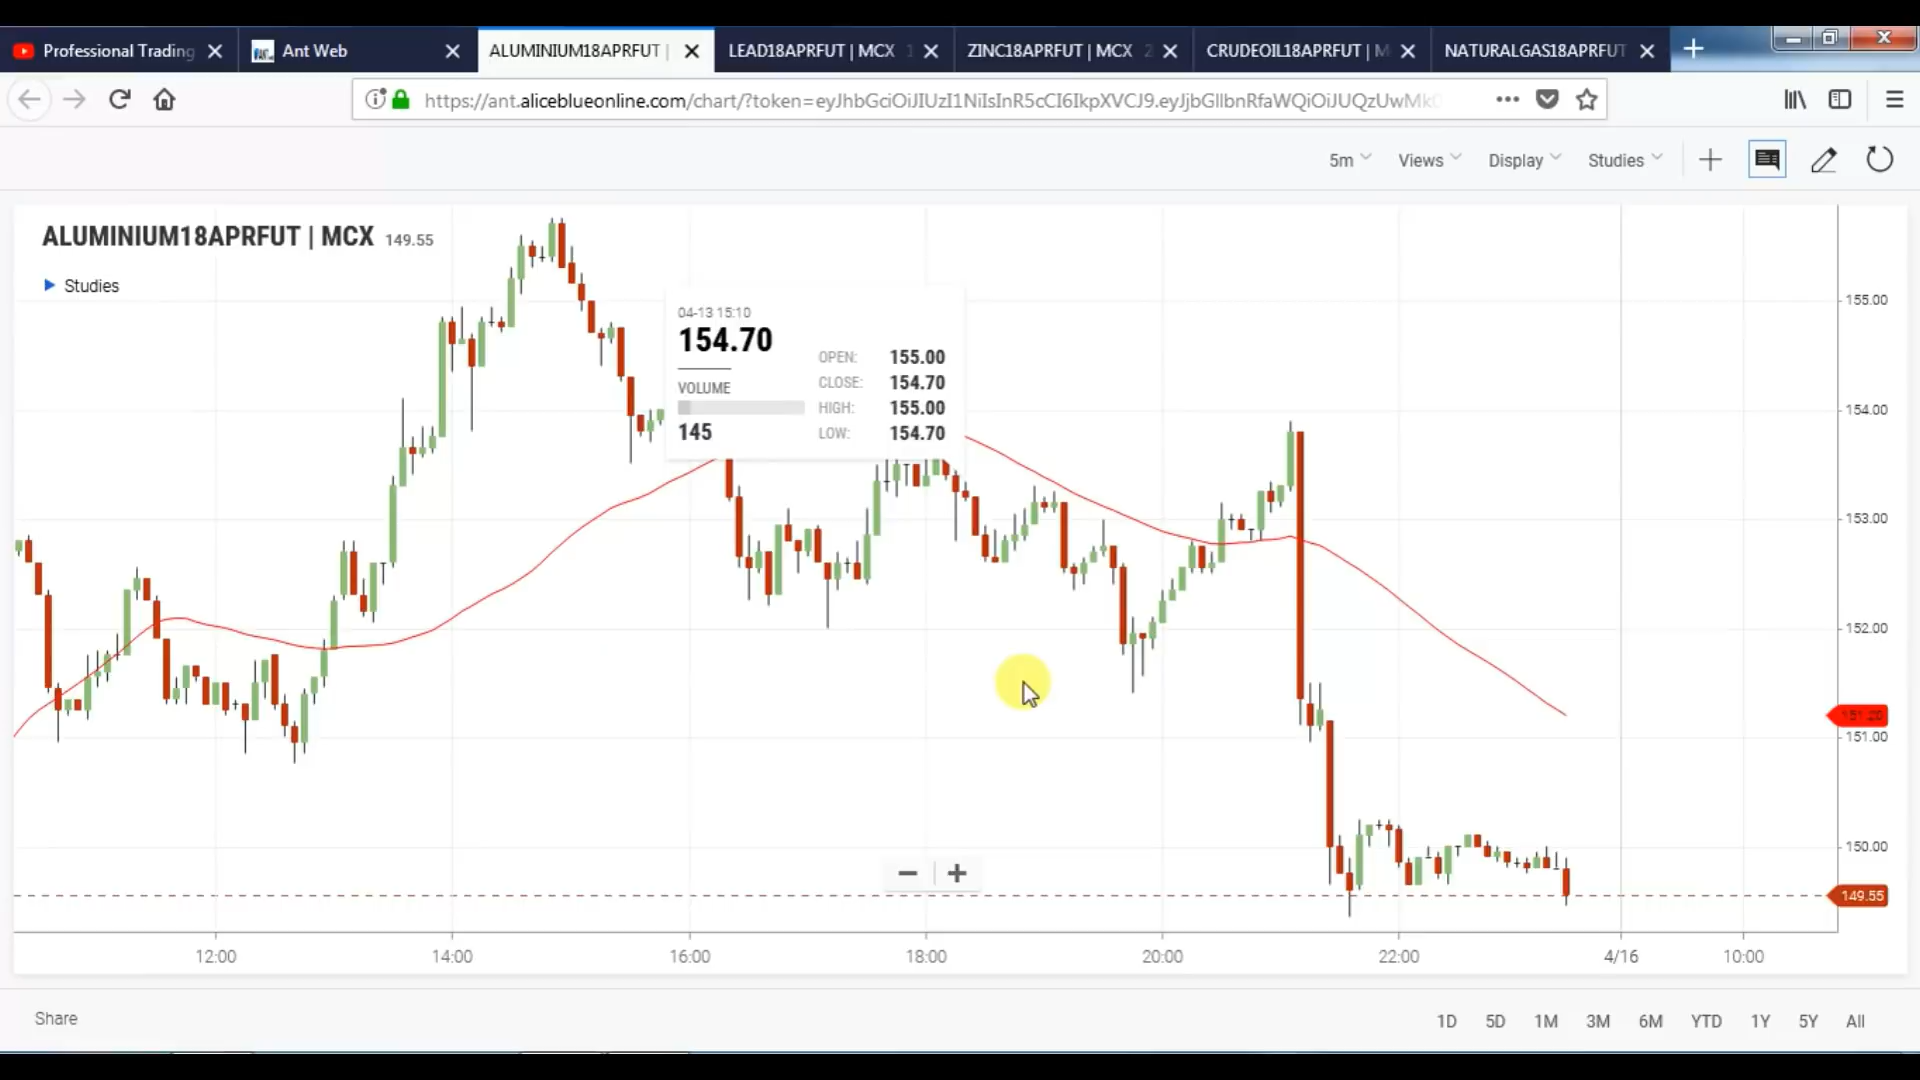 Professional Trading
Ant Web
ALUMINIUM18APRFUT |
LEAD18APRFUT | MCX
ZINC18APRFUT | MCX
CRUDEOIL18APRFUT |
NATURALGAS18APRFUT
https://ant.aliceblueonline.com/chart/?token=
5m
Views
Display
Studies
ALUMINIUM18APRFUT | MCX 149.55
Studies
04-13 15:10
154.70
VOLUME
145
OPEN: 155.00
CLOSE: 154.70
HIGH: 155.00
LOW: 154.70
155.00
154.00
153.00
152.00
151.20
151.00
150.00
149.55
12:00 14:00 16:00 18:00 20:00 22:00 4/16 10:00
Share
1D 5D 1M 3M 6M YTD 1Y 5Y All